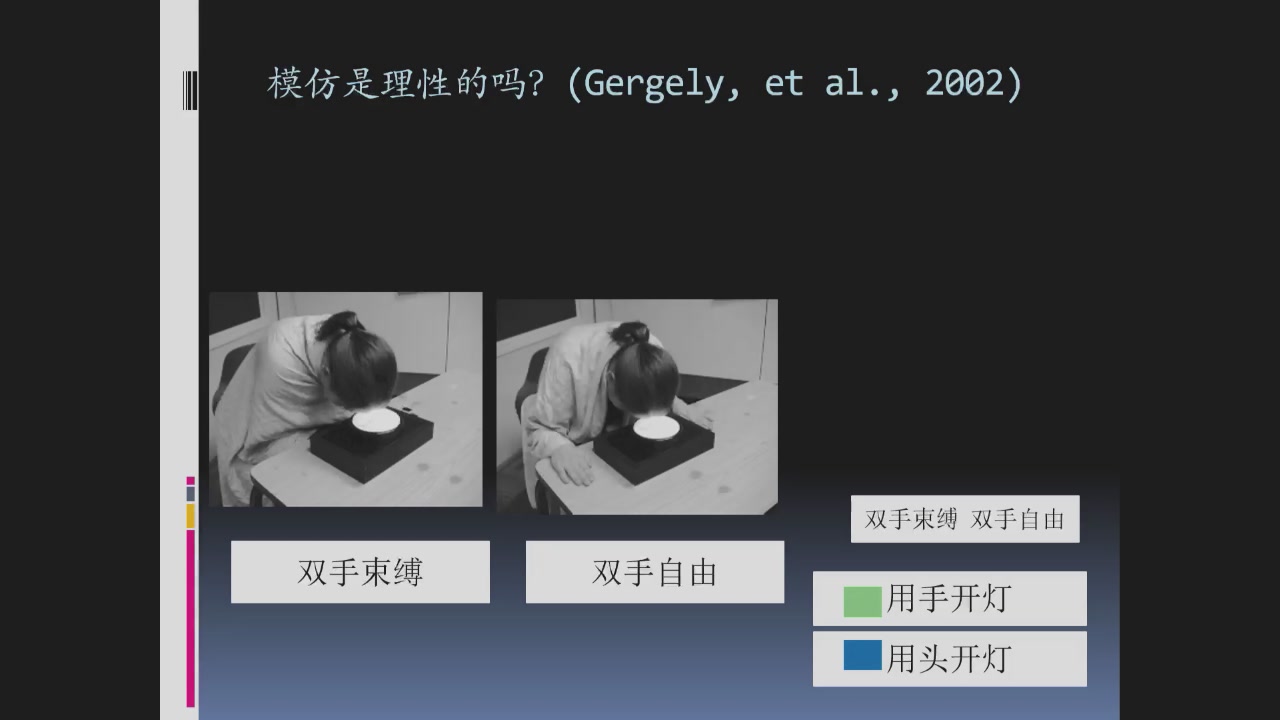 模仿是理性的吗? (Gergely, et al., 2002)
双手束缚
双手自由
双手束缚 双手自由
用手开灯
用头开灯